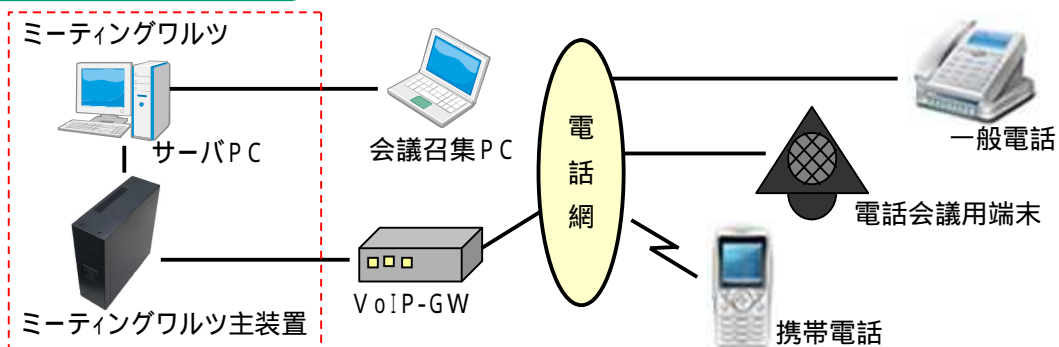 ミーティングワルツ
サーバPC
会議召集PC
電話網
一般電話
電話会議用端末
VoIP-GW
ミーティングワルツ主装置
携帯電話